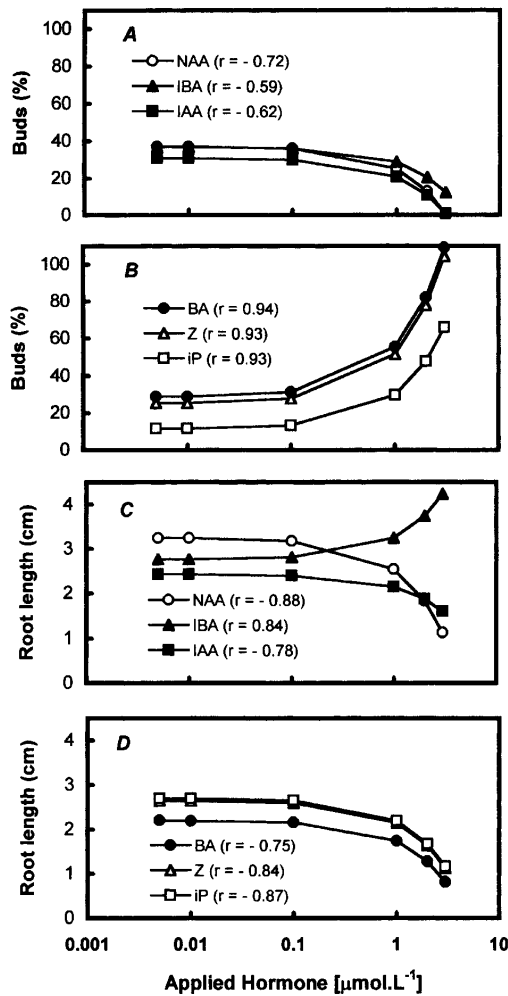 A
100
80
60
40
20
0
Buds (%)
NAA (r = - 0.72)
IBA (r = - 0.59)
IAA (r = - 0.62)
B
100
80
60
40
20
0
Buds (%)
BA (r = 0.94)
Z (r = 0.93)
iP (r = 0.93)
C
4
3
2
1
0
Root length (cm)
NAA (r = - 0.88)
IBA (r = 0.84)
IAA (r = - 0.78)
D
4
3
2
1
0
Root length (cm)
BA (r = - 0.75)
Z (r = - 0.84)
iP (r = - 0.87)
0.001 0.01 0.1 1 10
Applied Hormone [μmol.L⁻¹]